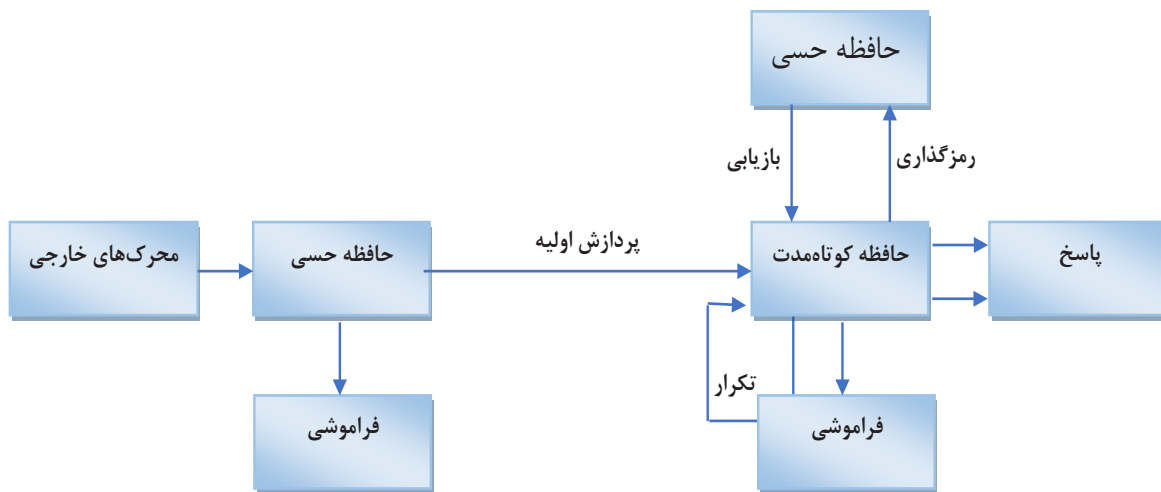 حافظه حسی
بازیابی
رمزگذاری
محرک‌های خارجی
حافظه حسی
پردازش اولیه
حافظه کوتاه‌مدت
پاسخ
تکرار
فراموشی
فراموشی